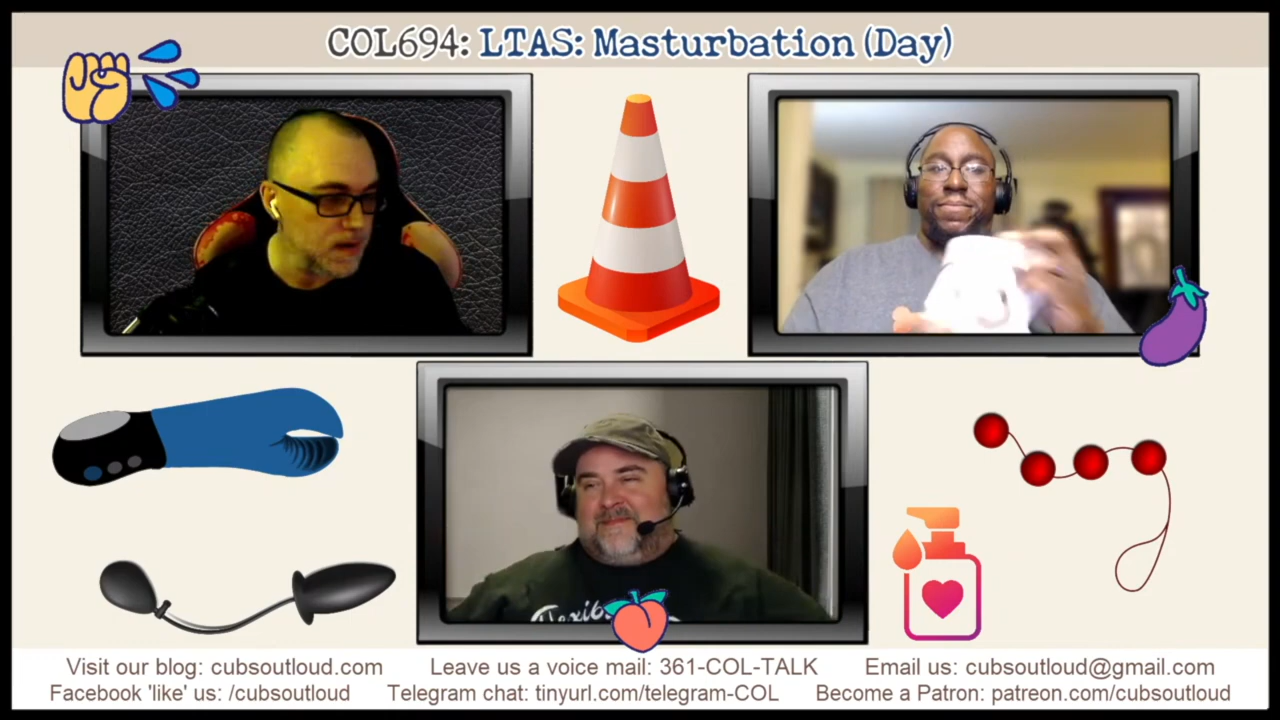 COL694: LTAS: Masturbation (Day)
Visit our blog: cubsoutloud.com Leave us a voice mail: 361-COL-TALK Email us: cubsoutloud@gmail.com
Facebook 'like' us: /cubsoutloud Telegram chat: tinyurl.com/telegram-COL Become a Patron: patreon.com/cubsoutloud